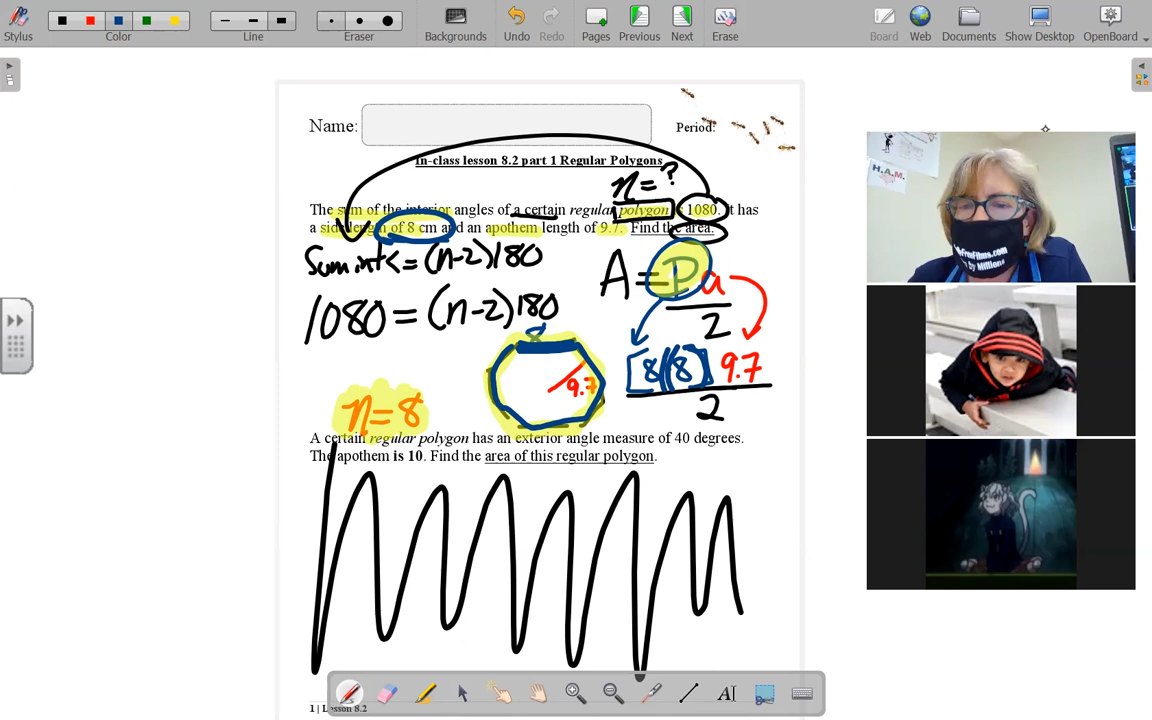 Stylus
Color
Line
Eraser
Backgrounds
Undo
Redo
Pages
Previous
Next
Erase
Board
Web
Documents
Show Desktop
OpenBoard
Name:
Period:
In-class lesson 8.2 part 1 Regular Polygons
n=?
The sum of the interior angles of a certain regular polygon is 1080. It has
a side length of 8 cm and an apothem length of 9.7. Find the area.
Sum int <= (n-2)180
A=Pa
2
1080=(n-2)180
8
9.7
[8(8)] 9.7
2
n=8
A certain regular polygon has an exterior angle measure of 40 degrees.
The apothem is 10. Find the area of this regular polygon.
1 | Lesson 8.2
H.A.M.
MyFreeFilms.com
By Millions